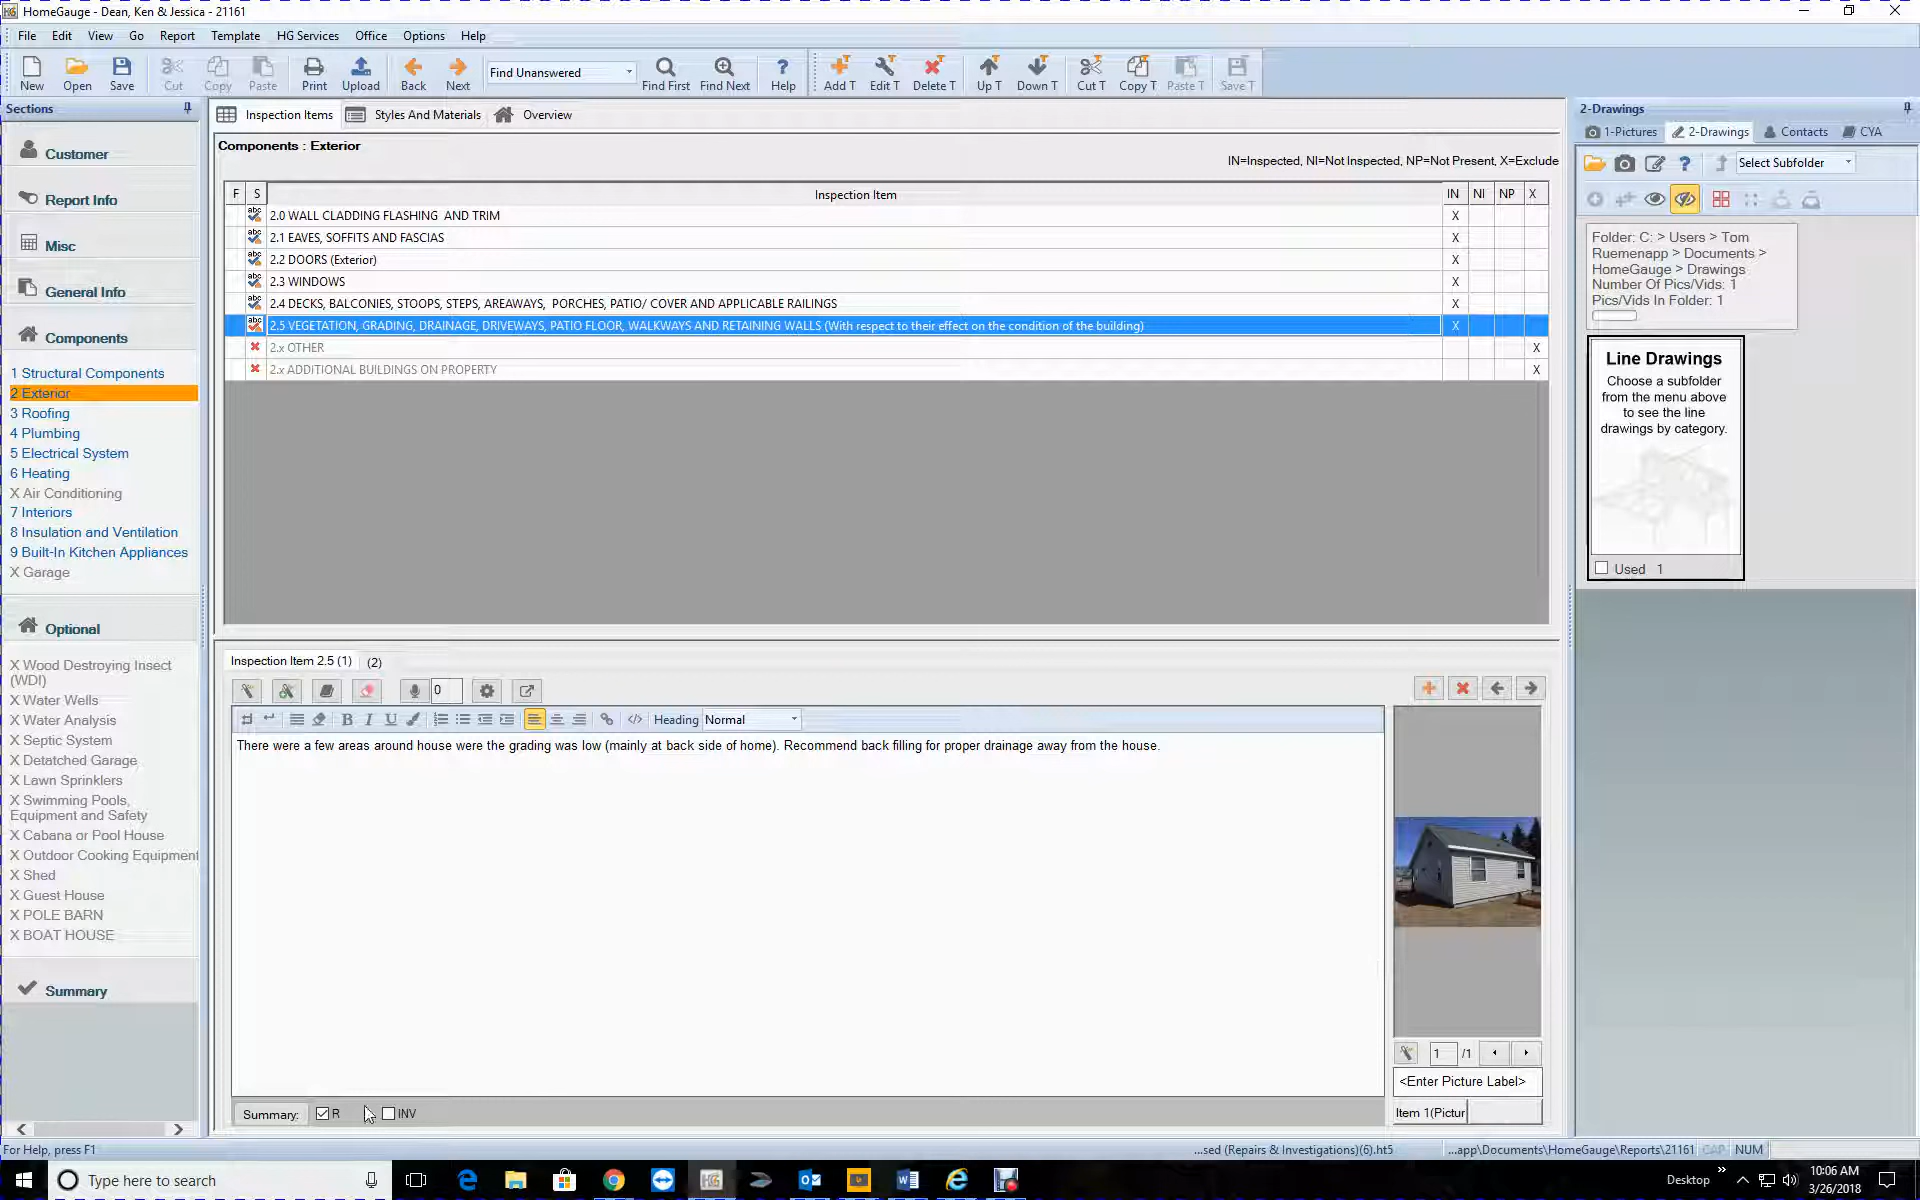 HomeGauge - Dean, Ken & Jessica - 21161
File Edit View Go Report Template HG Services Office Options Help
New Open Save Cut Copy Paste Print Upload Back Next Find Unanswered Find First Find Next Help Add T Edit T Delete T Up T Down T Cut T Copy T Paste T Save T
Sections
Customer
Report Info
Misc
General Info
Components
1 Structural Components
2 Exterior
3 Roofing
4 Plumbing
5 Electrical System
6 Heating
X Air Conditioning
7 Interiors
8 Insulation and Ventilation
9 Built-In Kitchen Appliances
X Garage
Optional
X Wood Destroying Insect
(WDI)
X Water Wells
X Water Analysis
X Septic System
X Detatched Garage
X Lawn Sprinklers
X Swimming Pools,
Equipment and Safety
X Cabana or Pool House
X Outdoor Cooking Equipment
X Shed
X Guest House
X POLE BARN
X BOAT HOUSE
Summary
Inspection Items Styles And Materials Overview
Components : Exterior
IN=Inspected, NI=Not Inspected, NP=Not Present, X=Exclude
F S Inspection Item IN NI NP X
2.0 WALL CLADDING FLASHING AND TRIM X
2.1 EAVES, SOFFITS AND FASCIAS X
2.2 DOORS (Exterior) X
2.3 WINDOWS X
2.4 DECKS, BALCONIES, STOOPS, STEPS, AREAWAYS, PORCHES, PATIO/ COVER AND APPLICABLE RAILINGS X
2.5 VEGETATION, GRADING, DRAINAGE, DRIVEWAYS, PATIO FLOOR, WALKWAYS AND RETAINING WALLS (With respect to their effect on the condition of the building) X
2.x OTHER X
2.x ADDITIONAL BUILDINGS ON PROPERTY X
Inspection Item 2.5 (1) (2)
0
Heading Normal
There were a few areas around house were the grading was low (mainly at back side of home). Recommend back filling for proper drainage away from the house.
1 /1
<Enter Picture Label>
Item 1(Pictur
Summary: R INV
2-Drawings
1-Pictures 2-Drawings Contacts CYA
Select Subfolder
Folder: C: > Users > Tom
Ruemenapp > Documents >
HomeGauge > Drawings
Number Of Pics/Vids: 1
Pics/Vids In Folder: 1
Line Drawings
Choose a subfolder
from the menu above
to see the line
drawings by category.
Used 1
For Help, press F1 ...sed (Repairs & Investigations)(6).ht5 ...app\Documents\HomeGauge\Reports\21161 CAP NUM
Type here to search Desktop 10:06 AM
3/26/2018